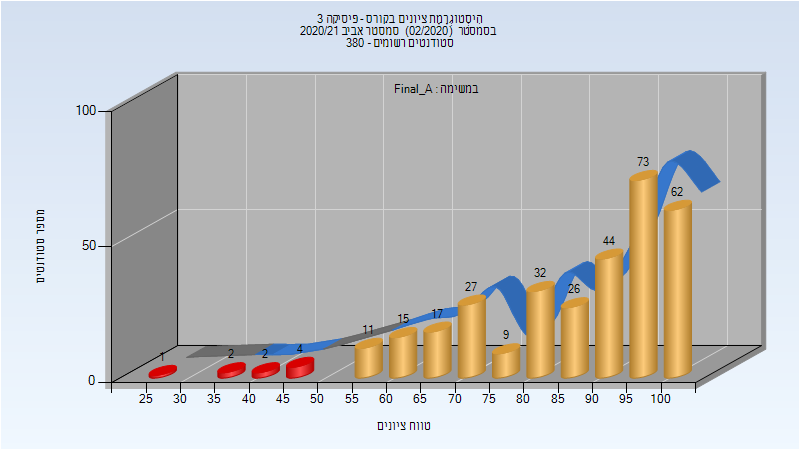 היסטוגרמת ציונים בקורס - פיסיקה 3
בסמסטר (02/2020) סמסטר אביב 2020/21
סטודנטים רשומים - 380
במשימה : Final_A
מספר סטודנטים
100
50
0
1
2
2
4
11
15
17
27
9
32
26
44
73
62
25 30 35 40 45 50 55 60 65 70 75 80 85 90 95 100
טווח ציונים